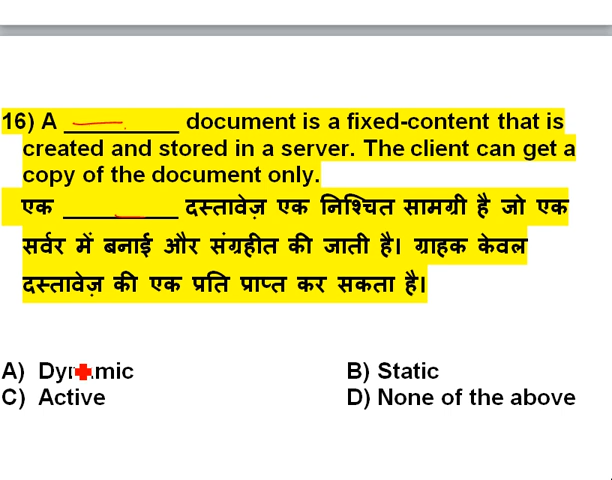 16) A __________ document is a fixed-content that is
created and stored in a server. The client can get a
copy of the document only.
एक __________ दस्तावेज़ एक निश्चित सामग्री है जो एक
सर्वर में बनाई और संग्रहीत की जाती है। ग्राहक केवल
दस्तावेज़ की एक प्रति प्राप्त कर सकता है।
A) Dynamic B) Static
C) Active D) None of the above